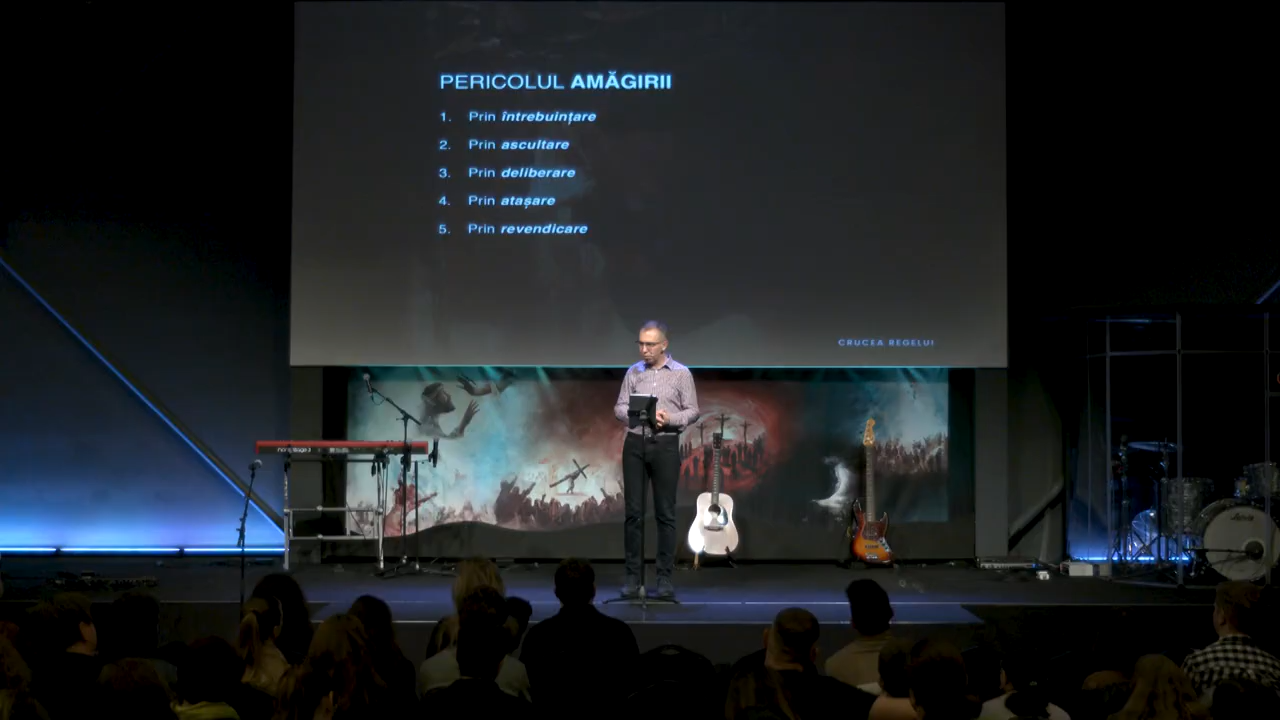 PERICOLUL AMĂGIRII
1. Prin întrebuințare
2. Prin ascultare
3. Prin deliberare
4. Prin atașare
5. Prin revendicare
CRUCEA REGELUI